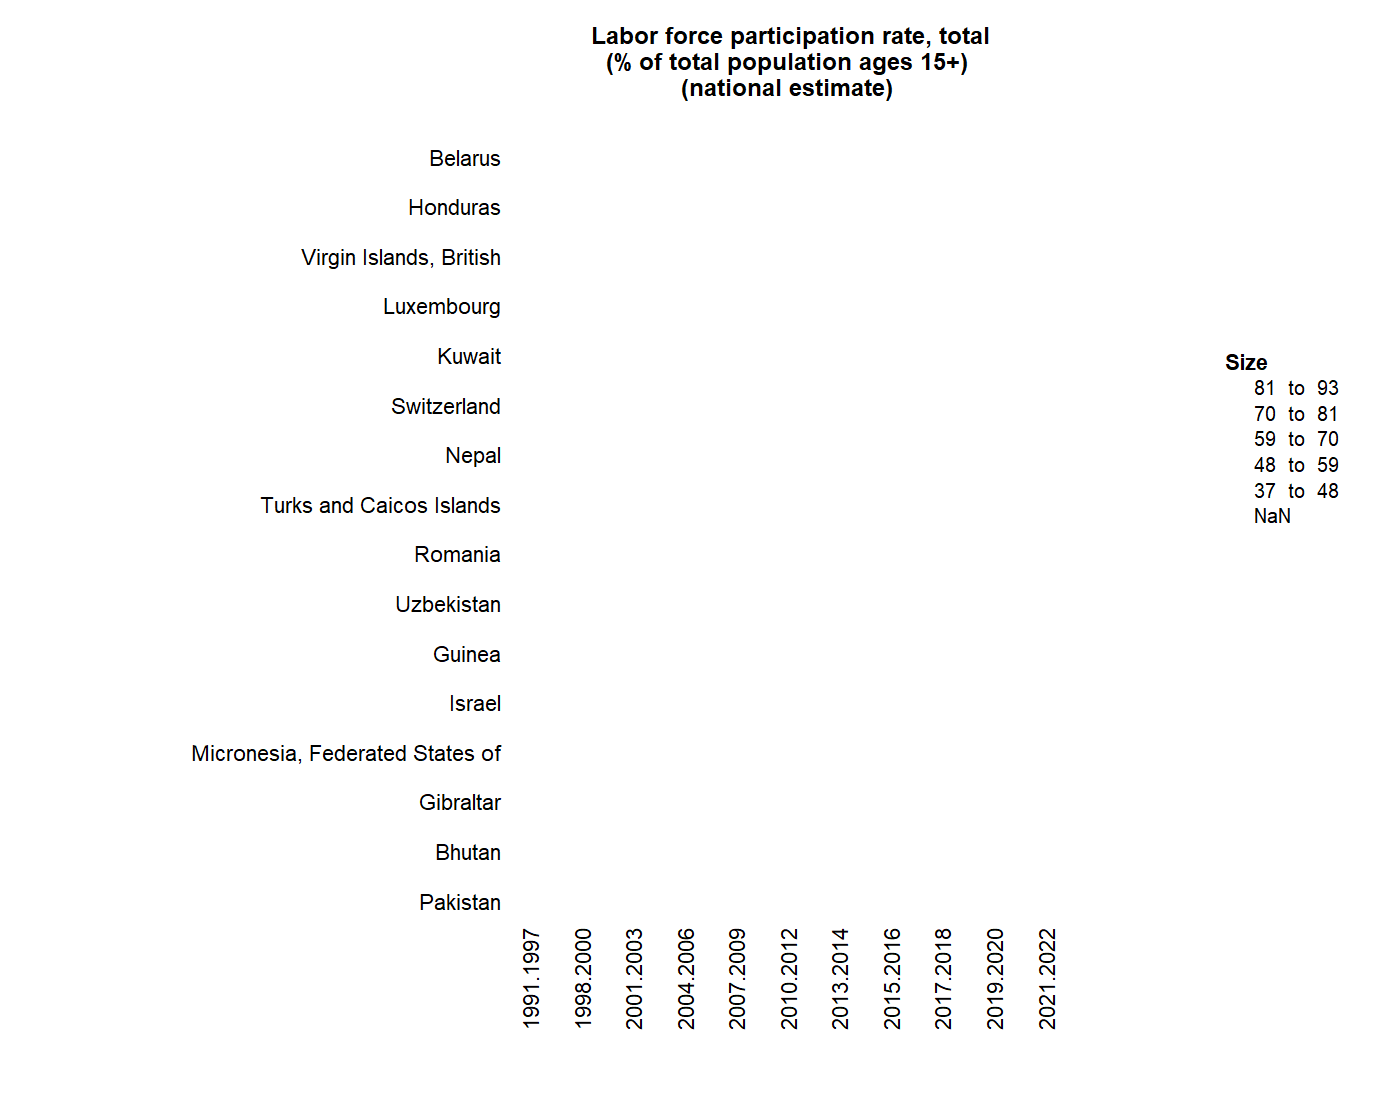 Labor force participation rate, total
(% of total population ages 15+)
(national estimate)
Belarus
Honduras
Virgin Islands, British
Luxembourg
Kuwait
Switzerland
Nepal
Turks and Caicos Islands
Romania
Uzbekistan
Guinea
Israel
Micronesia, Federated States of
Gibraltar
Bhutan
Pakistan
1991.1997
1998.2000
2001.2003
2004.2006
2007.2009
2010.2012
2013.2014
2015.2016
2017.2018
2019.2020
2021.2022
Size
81 to 93
70 to 81
59 to 70
48 to 59
37 to 48
NaN